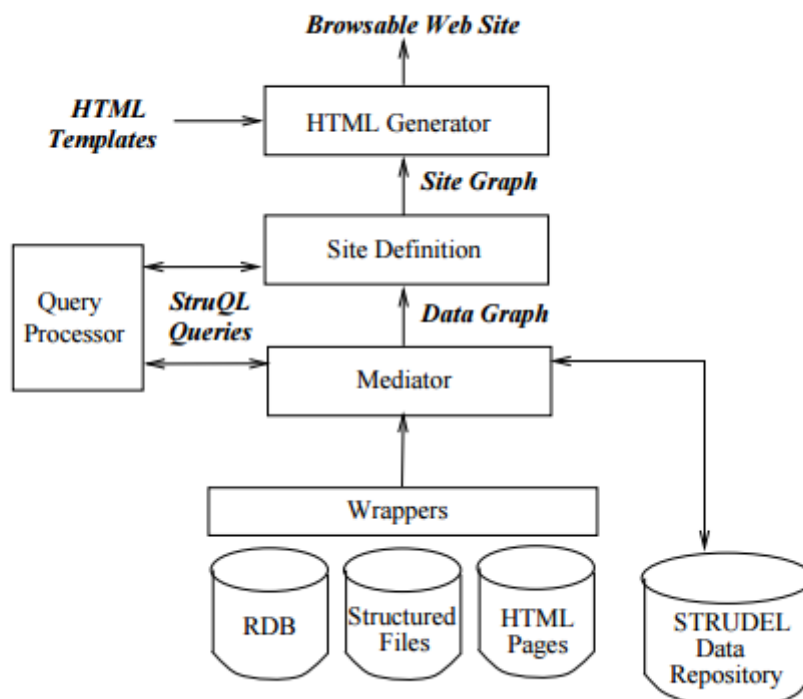 Browsable Web Site
HTML
Templates
HTML Generator
Site Graph
Site Definition
Query
Processor
StruQL
Queries
Data Graph
Mediator
Wrappers
RDB
Structured
Files
HTML
Pages
STRUDEL
Data
Repository